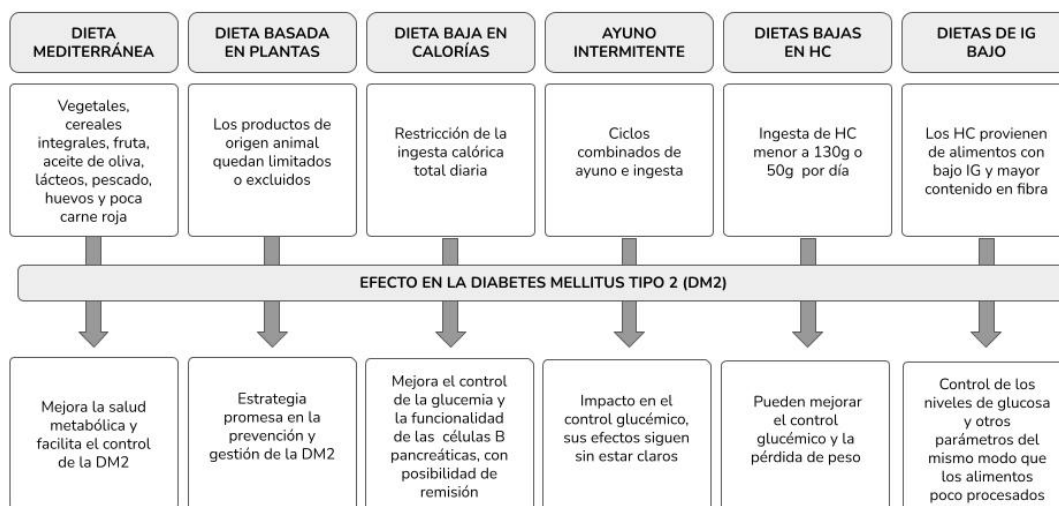 DIETA
MEDITERRÁNEA
DIETA BASADA
EN PLANTAS
DIETA BAJA EN
CALORÍAS
AYUNO
INTERMITENTE
DIETAS BAJAS
EN HC
DIETAS DE IG
BAJO
Vegetales,
cereales
integrales, fruta,
aceite de oliva,
lácteos, pescado,
huevos y poca
carne roja
Los productos de
origen animal
quedan limitados
o excluidos
Restricción de la
ingesta calórica
total diaria
Ciclos
combinados de
ayuno e ingesta
Ingesta de HC
menor a 130g o
50g por día
Los HC provienen
de alimentos con
bajo IG y mayor
contenido en fibra
EFECTO EN LA DIABETES MELLITUS TIPO 2 (DM2)
Mejora la salud
metabólica y
facilita el control
de la DM2
Estrategia
promesa en la
prevención y
gestión de la DM2
Mejora el control
de la glucemia y
la funcionalidad
de las células B
pancreáticas, con
posibilidad de
remisión
Impacto en el
control glucémico,
sus efectos siguen
sin estar claros
Pueden mejorar
el control
glucémico y la
pérdida de peso
Control de los
niveles de glucosa
y otros
parámetros del
mismo modo que
los alimentos
poco procesados